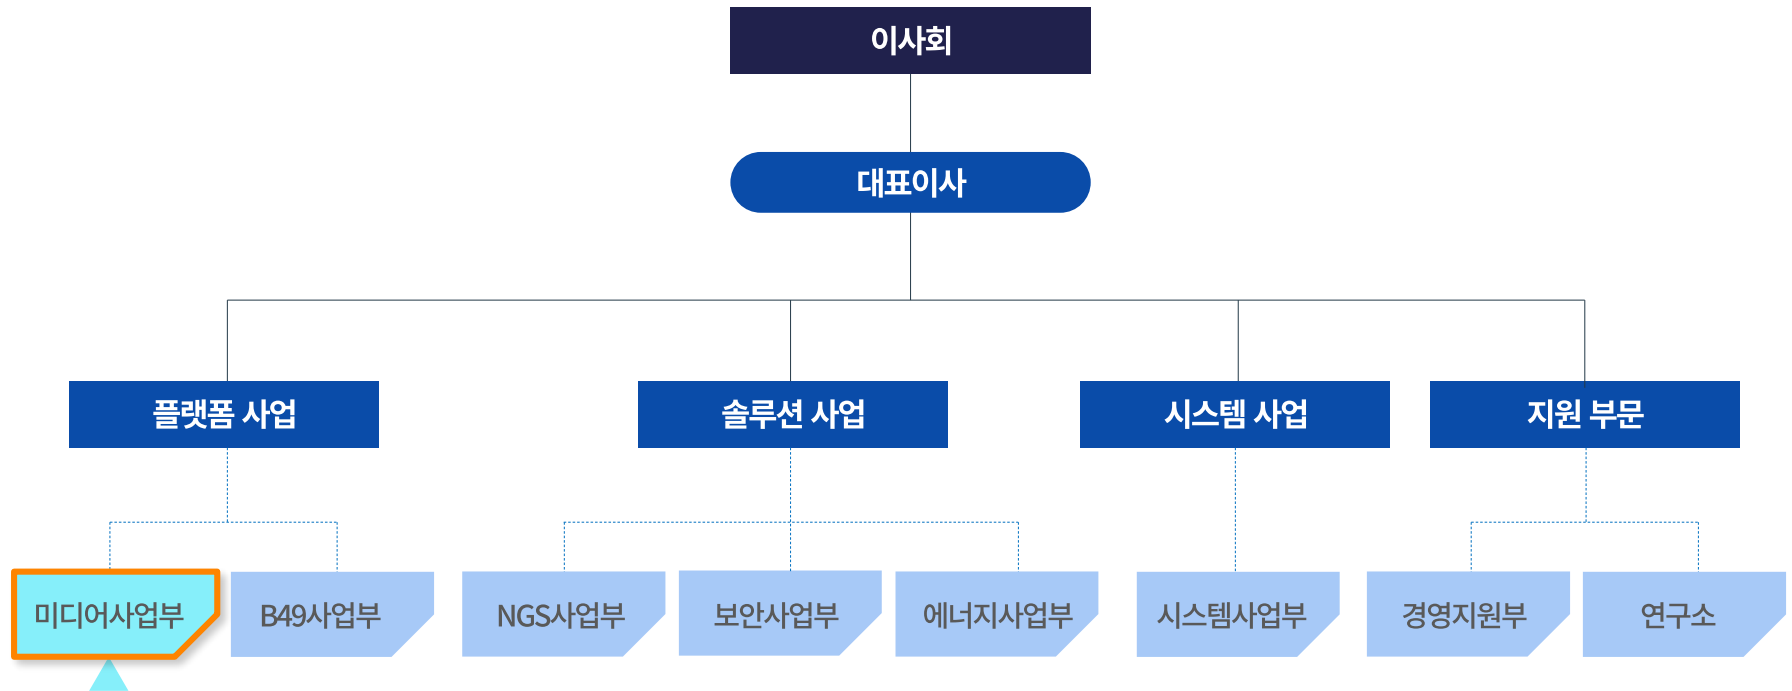 이사회
대표이사
플랫폼 사업
솔루션 사업
시스템 사업
지원 부문
미디어사업부
B49사업부
NGS사업부
보안사업부
에너지사업부
시스템사업부
경영지원부
연구소